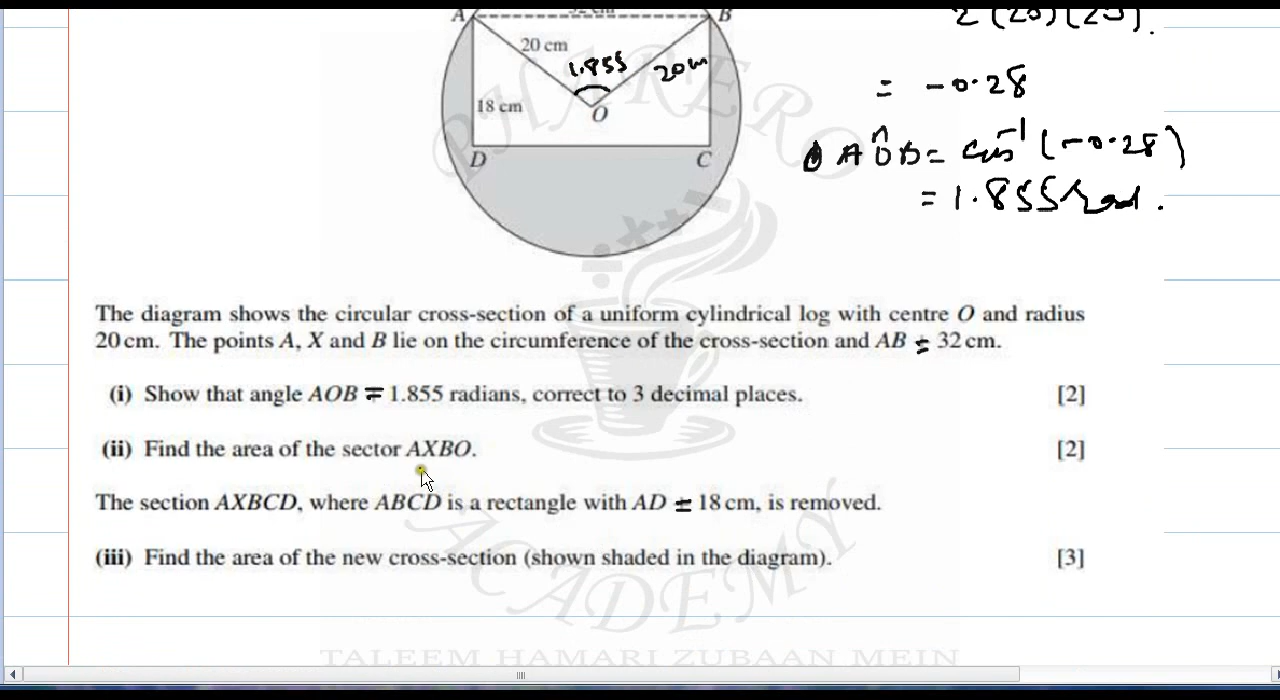 A B
20 cm
1.855
20 cm
18 cm
O
D C
2(20)(20).
= -0.28
AÔB = cos⁻¹(-0.28)
= 1.855 rad.
The diagram shows the circular cross-section of a uniform cylindrical log with centre O and radius
20 cm. The points A, X and B lie on the circumference of the cross-section and AB = 32 cm.
(i) Show that angle AOB = 1.855 radians, correct to 3 decimal places. [2]
(ii) Find the area of the sector AXBO. [2]
The section AXBCD, where ABCD is a rectangle with AD = 18 cm, is removed.
(iii) Find the area of the new cross-section (shown shaded in the diagram). [3]
ACADEMY
TALEEM HAMARI ZUBAAN MEIN